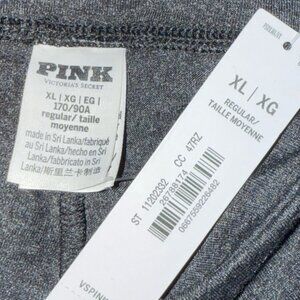 PINK
VICTORIA'S SECRET
XL | XG | EG |
170/90A
regular/ taille
moyenne
made in Sri Lanka/fabriqué
au Sri Lanka/hecho en Sri
Lanka/fabbricato in Sri
Lanka/斯里兰卡制造
XL | XG
REGULAR/
TAILLE MOYENNE
ST 11202332 CC 47RZ
26788174
0667559226482
VSPINK